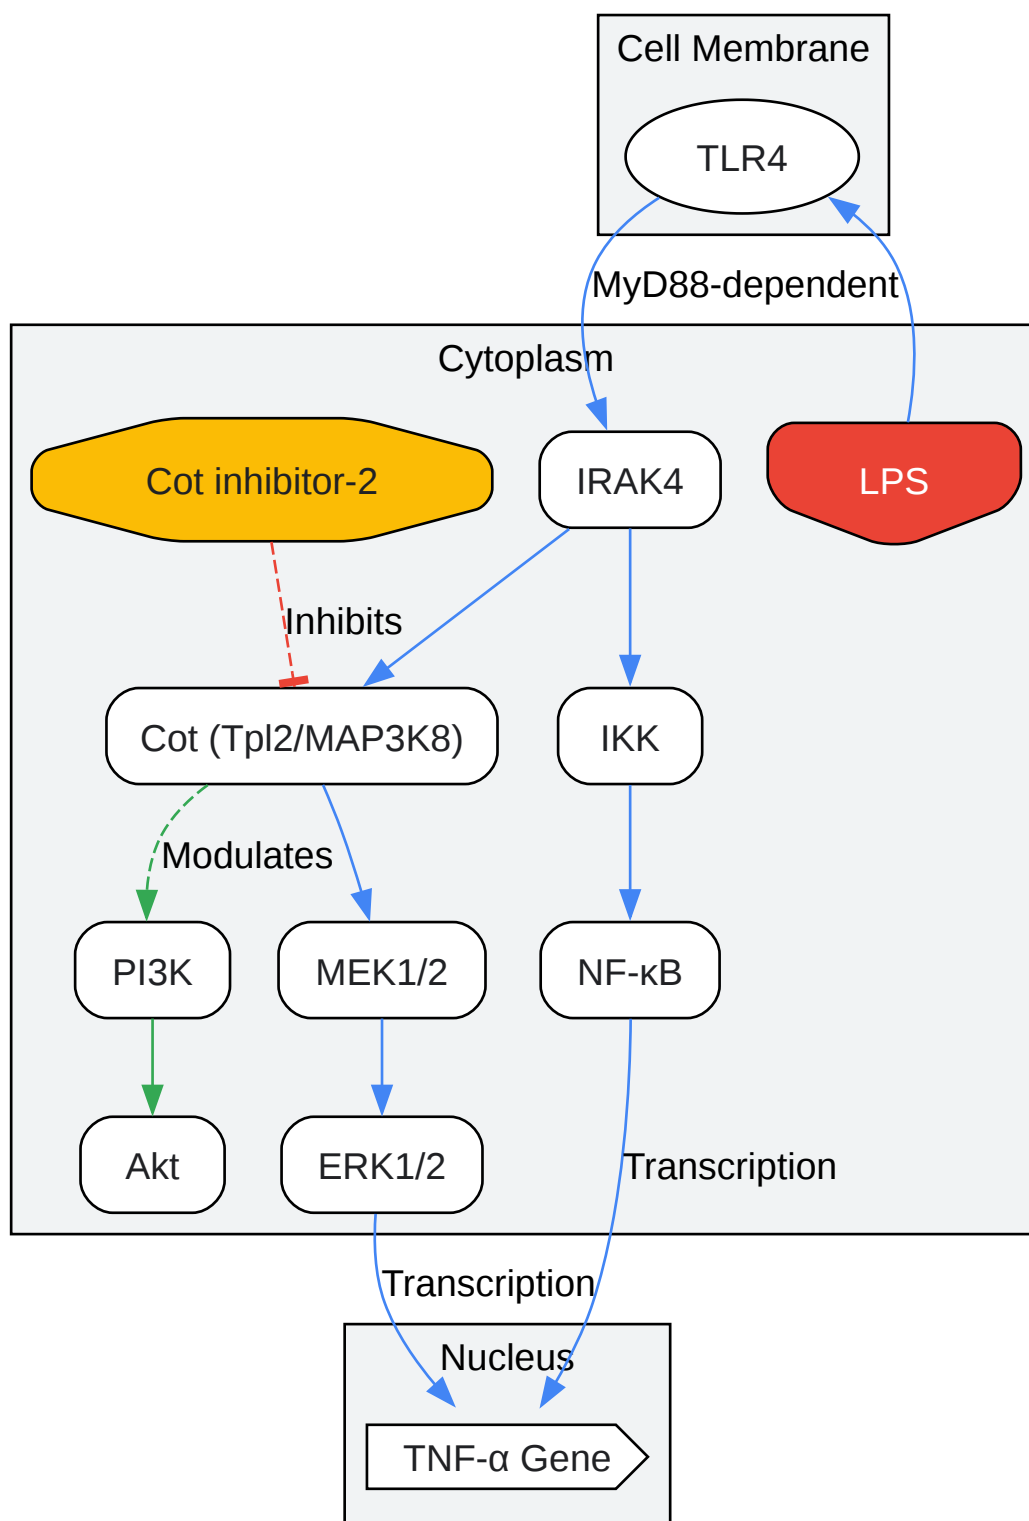 Cell Membrane
TLR4
MyD88-dependent
Cytoplasm
Cot inhibitor-2
IRAK4
LPS
Inhibits
Cot (Tpl2/MAP3K8)
IKK
Modulates
PI3K
MEK1/2
NF-κB
Akt
ERK1/2
Transcription
Transcription
Nucleus
TNF-α Gene